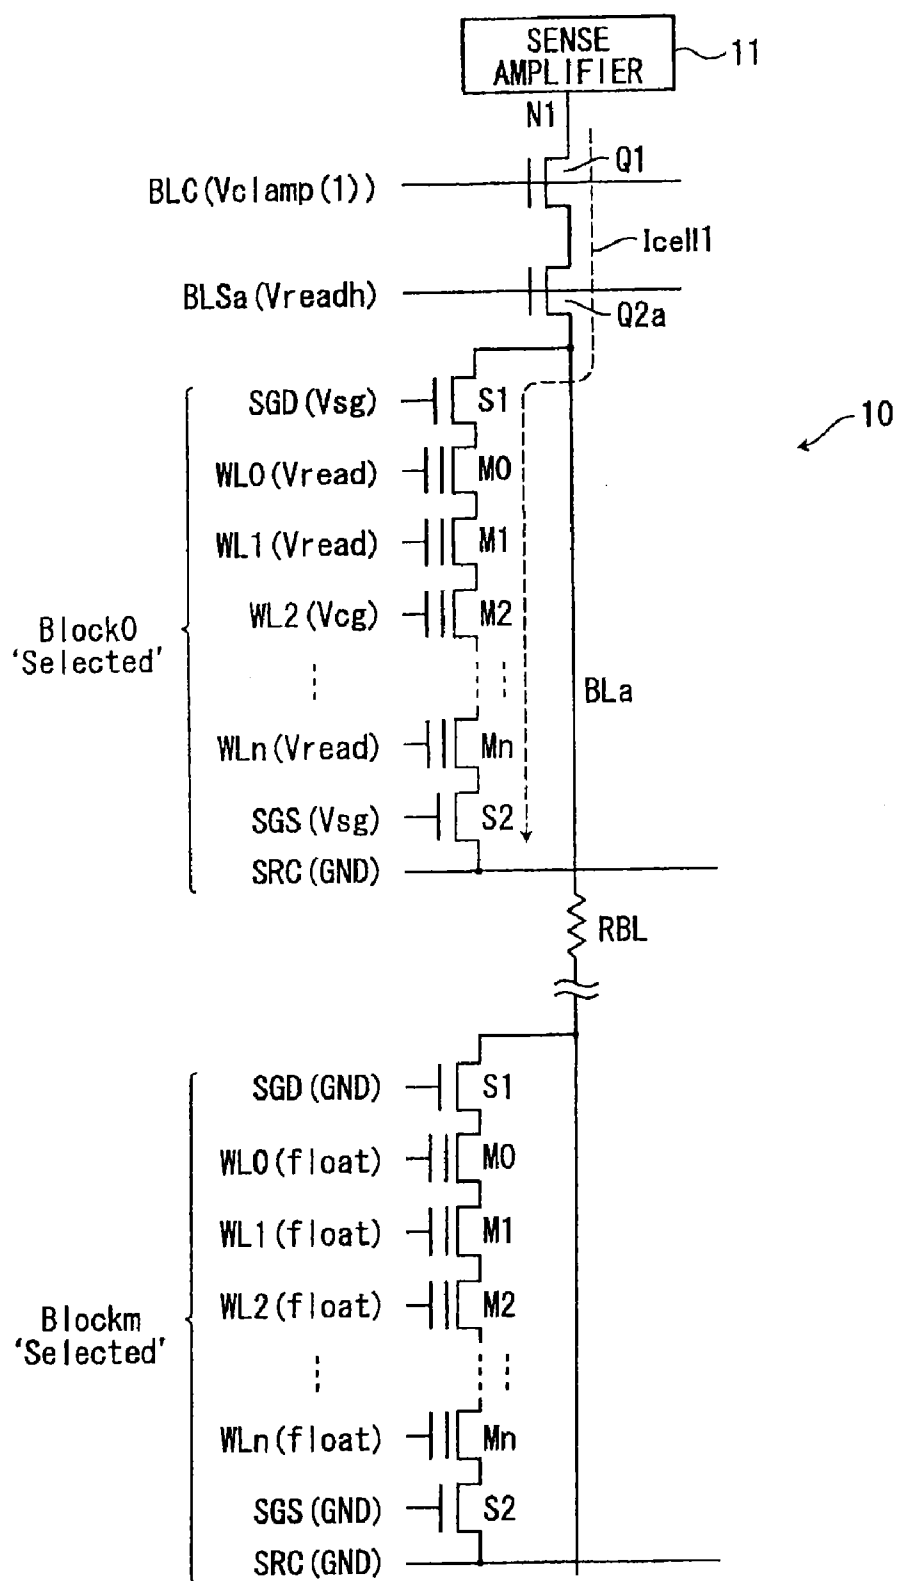 SENSE
AMPLIFIER
11
N1
Q1
BLC(Vclamp(1))
Icell1
BLSa(Vreadh)
Q2a
SGD(Vsg)
S1
10
WL0(Vread)
M0
WL1(Vread)
M1
WL2(Vcg)
M2
Block0
‘Selected’
BLa
WLn(Vread)
Mn
SGS(Vsg)
S2
SRC(GND)
RBL
SGD(GND)
S1
WL0(float)
M0
WL1(float)
M1
WL2(float)
M2
Blockm
‘Selected’
WLn(float)
Mn
SGS(GND)
S2
SRC(GND)